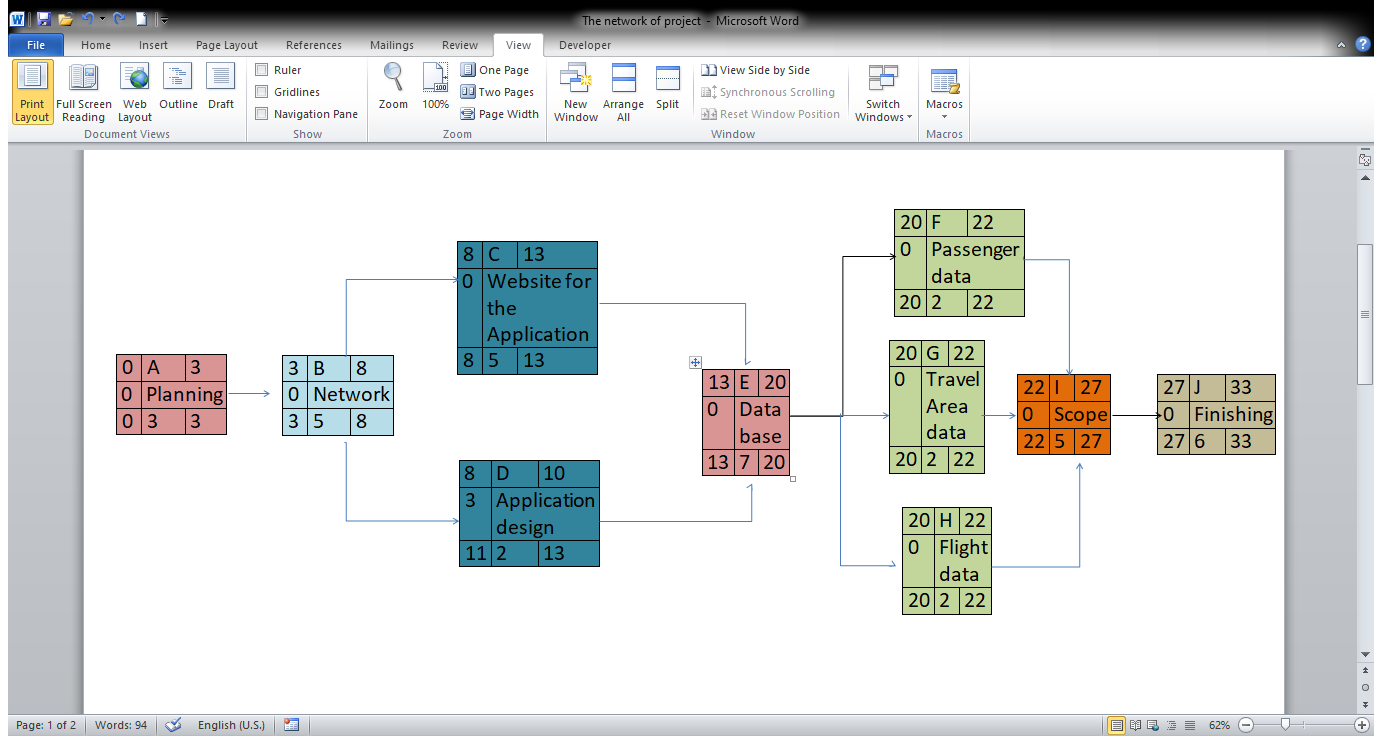 The network of project - Microsoft Word
File Home Insert Page Layout References Mailings Review View Developer
Print Layout
Full Screen Reading
Web Layout
Outline
Draft
Document Views
Ruler
Gridlines
Navigation Pane
Show
Zoom
100%
One Page
Two Pages
Page Width
Zoom
New Window
Arrange All
Split
View Side by Side
Synchronous Scrolling
Reset Window Position
Window
Switch Windows
Macros
Macros
0 A 3
0 Planning
0 3 3
3 B 8
0 Network
3 5 8
8 C 13
0 Website for
the
Application
8 5 13
8 D 10
3 Application
design
11 2 13
13 E 20
0 Data
base
13 7 20
20 F 22
0 Passenger
data
20 2 22
20 G 22
0 Travel
Area
data
20 2 22
20 H 22
0 Flight
data
20 2 22
22 I 27
0 Scope
22 5 27
27 J 33
0 Finishing
27 6 33
Page: 1 of 2 Words: 94 English (U.S.) 62%